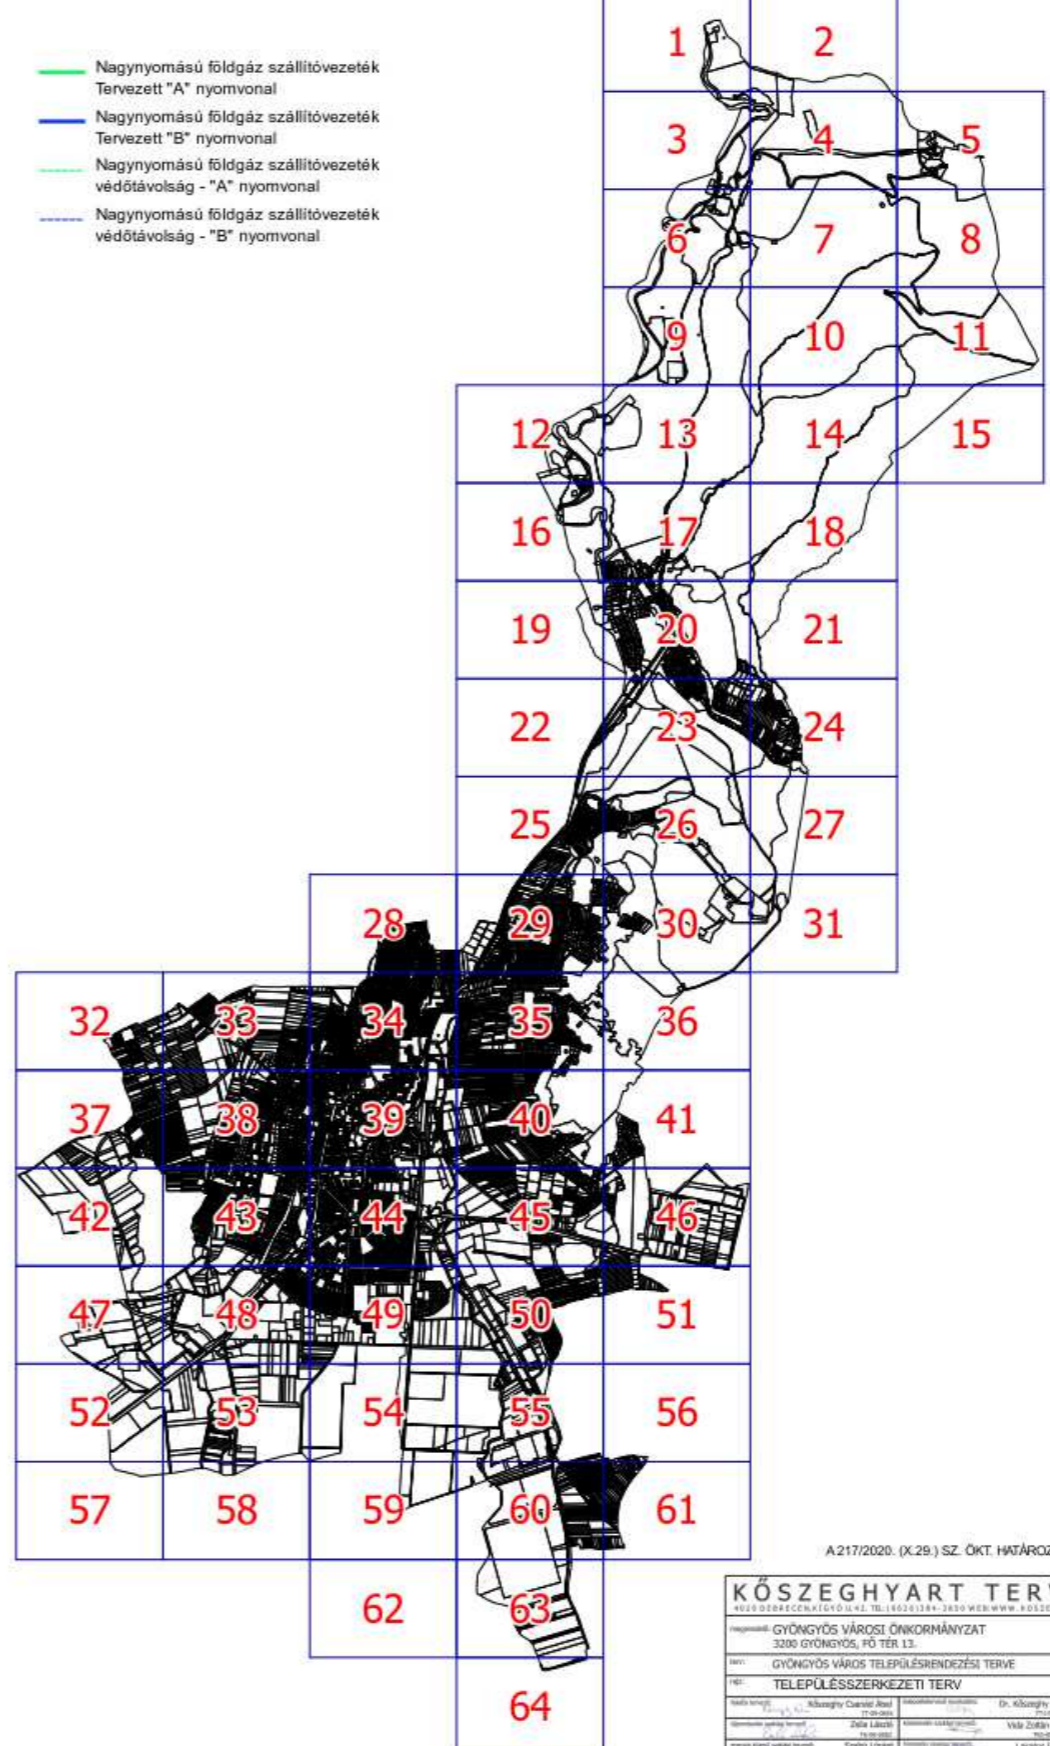 Nagynyomású földgáz szállítóvezeték
Tervezett "A" nyomvonal
Nagynyomású földgáz szállítóvezeték
Tervezett "B" nyomvonal
Nagynyomású földgáz szállítóvezeték
védőtávolság - "A" nyomvonal
Nagynyomású földgáz szállítóvezeték
védőtávolság - "B" nyomvonal
1 2
3 4 5
6 7 8
9 10 11
12 13 14 15
16 17 18
19 20 21
22 23 24
25 26 27
28 29 30 31
32 33 34 35 36
37 38 39 40 41
42 43 44 45 46
47 48 49 50 51
52 53 54 55 56
57 58 59 60 61
62 63
64
A 217/2020. (X.29.) SZ. ÖKT. HATÁROZ
KŐSZEGHYART TERV
GYÖNGYÖS VÁROSI ÖNKORMÁNYZAT
3200 GYÖNGYÖS, FŐ TÉR 13.
terv: GYÖNGYÖS VÁROS TELEPÜLÉSRENDEZÉSI TERVE
rajz: TELEPÜLÉSSZERKEZETI TERV
Dr. Kőszeghy
Zsila László